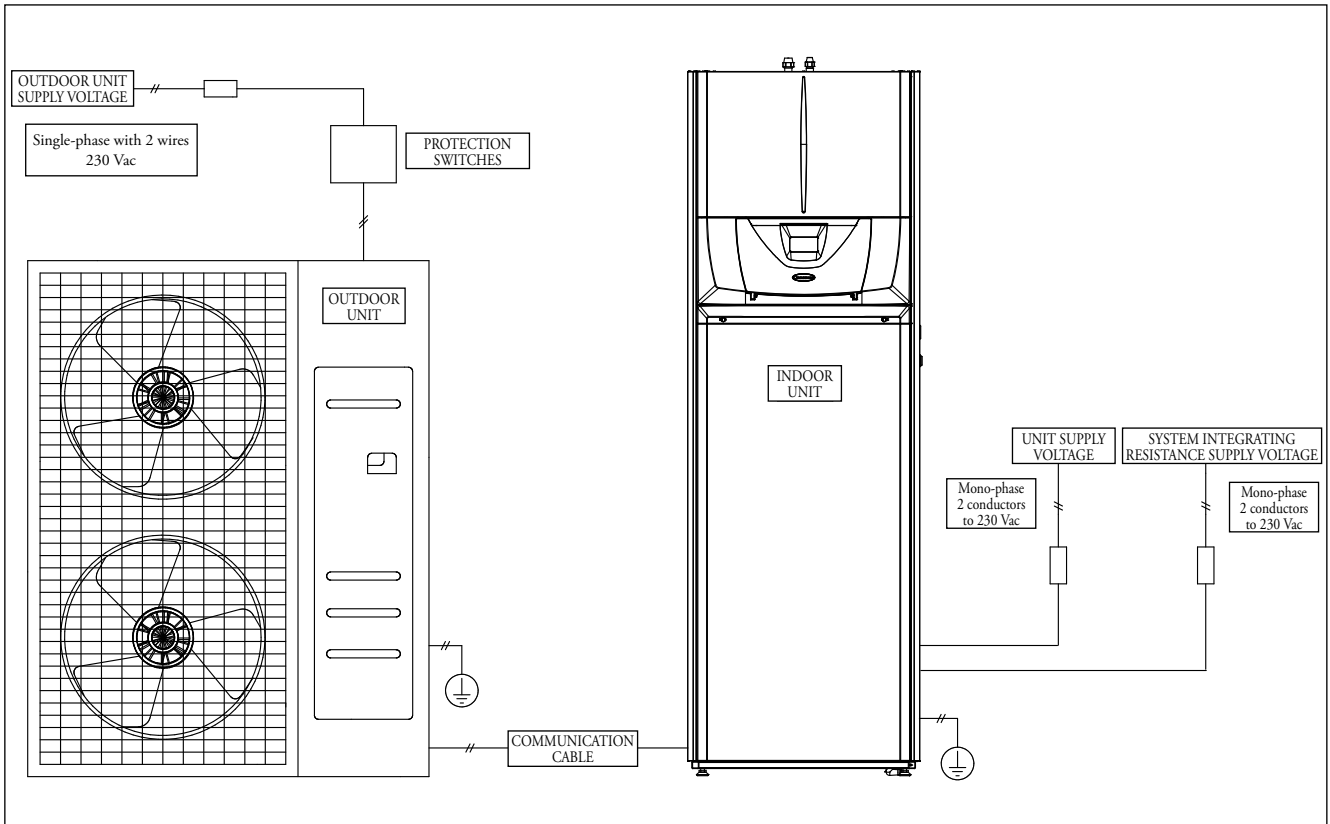 OUTDOOR UNIT
SUPPLY VOLTAGE
Single-phase with 2 wires
230 Vac
PROTECTION
SWITCHES
OUTDOOR
UNIT
INDOOR
UNIT
UNIT SUPPLY
VOLTAGE
SYSTEM INTEGRATING
RESISTANCE SUPPLY VOLTAGE
Mono-phase
2 conductors
to 230 Vac
Mono-phase
2 conductors
to 230 Vac
COMMUNICATION
CABLE